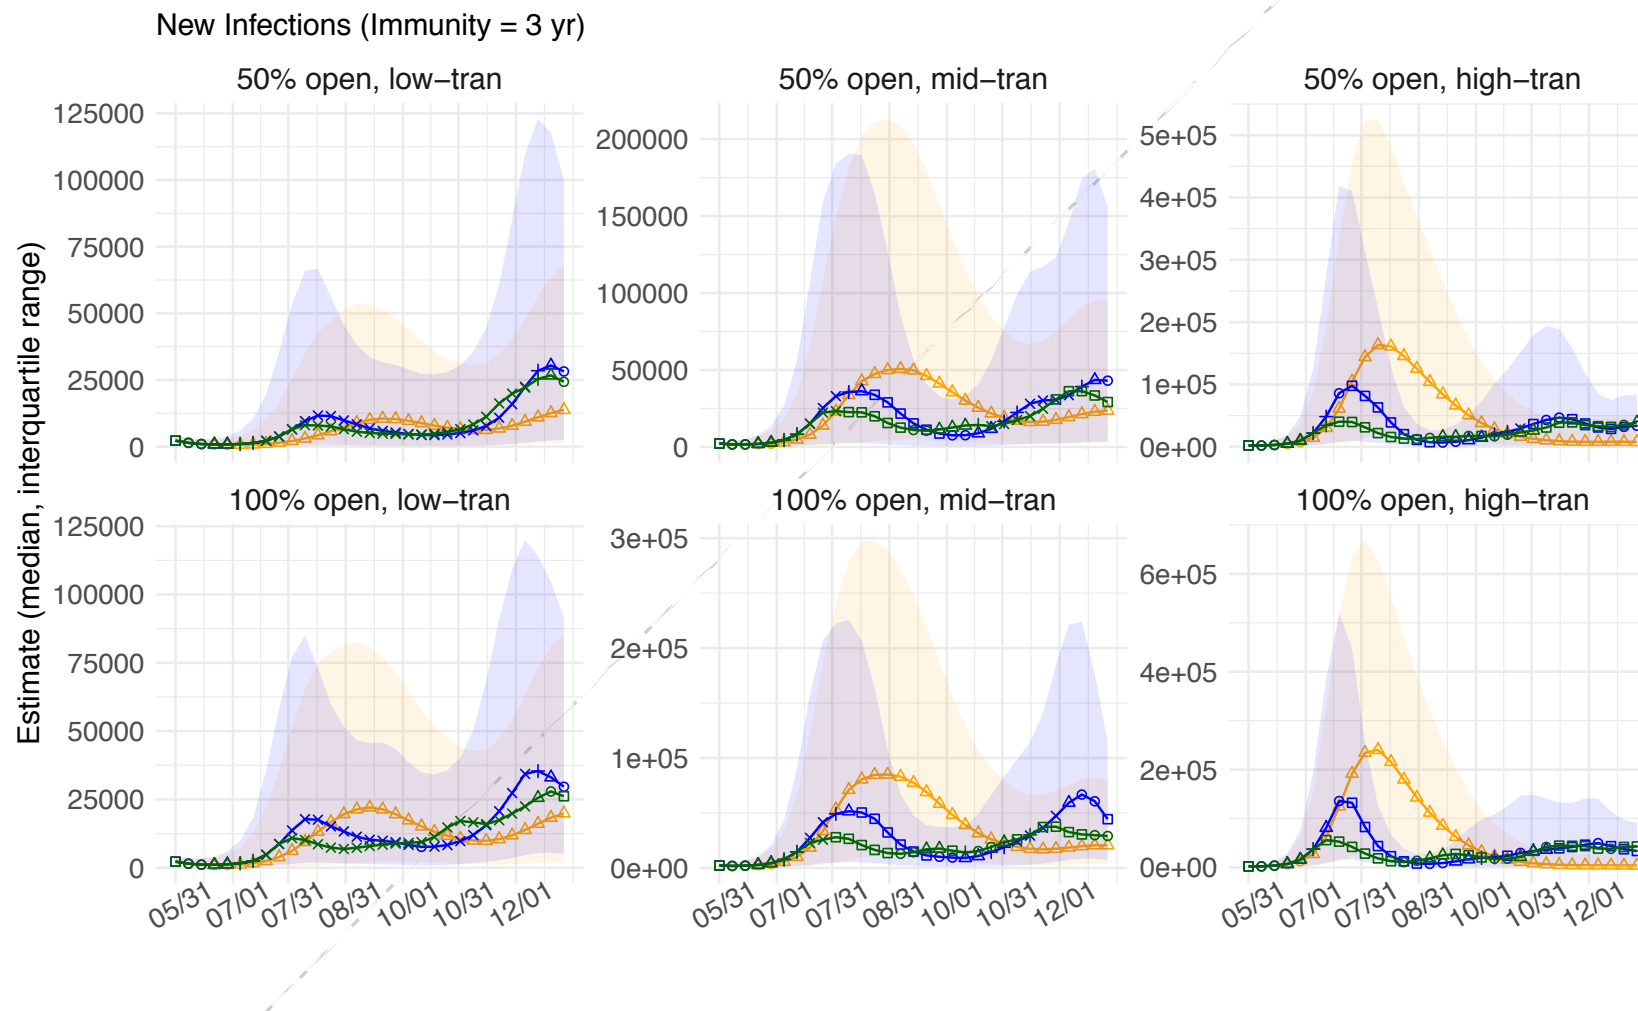 New Infections (Immunity = 3 yr)
50% open, low−tran
50% open, mid−tran
50% open, high−tran
125000
100000
75000
50000
25000
0
200000
150000
100000
50000
0
5e+05
4e+05
3e+05
2e+05
1e+05
0e+00
Estimate (median, interquartile range)
100% open, low−tran
100% open, mid−tran
100% open, high−tran
125000
100000
75000
50000
25000
0
3e+05
2e+05
1e+05
0e+00
6e+05
4e+05
2e+05
0e+00
05/31 07/01 07/31 08/31 10/01 10/31 12/01
05/31 07/01 07/31 08/31 10/01 10/31 12/01
05/31 07/01 07/31 08/31 10/01 10/31 12/01